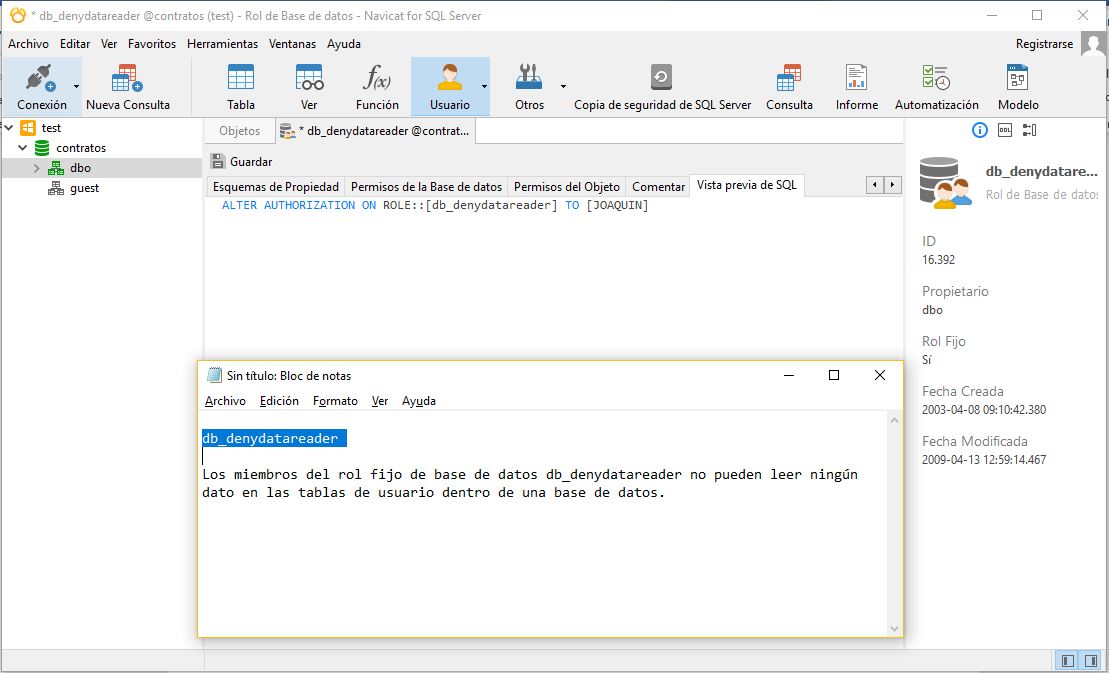 * db_denydatareader @contratos (test) - Rol de Base de datos - Navicat for SQL Server
Archivo Editar Ver Favoritos Herramientas Ventanas Ayuda Registrarse
Conexión Nueva Consulta Tabla Ver Función Usuario Otros Copia de seguridad de SQL Server Consulta Informe Automatización Modelo
test
contratos
dbo
guest
Objetos * db_denydatareader @contrat...
Guardar
Esquemas de Propiedad Permisos de la Base de datos Permisos del Objeto Comentar Vista previa de SQL
ALTER AUTHORIZATION ON ROLE::[db_denydatareader] TO [JOAQUIN]
DDL
db_denydatare...
Rol de Base de datos
ID
16.392
Propietario
dbo
Rol Fijo
Sí
Fecha Creada
2003-04-08 09:10:42.380
Fecha Modificada
2009-04-13 12:59:14.467
Sin título: Bloc de notas
Archivo Edición Formato Ver Ayuda
db_denydatareader
Los miembros del rol fijo de base de datos db_denydatareader no pueden leer ningún
dato en las tablas de usuario dentro de una base de datos.